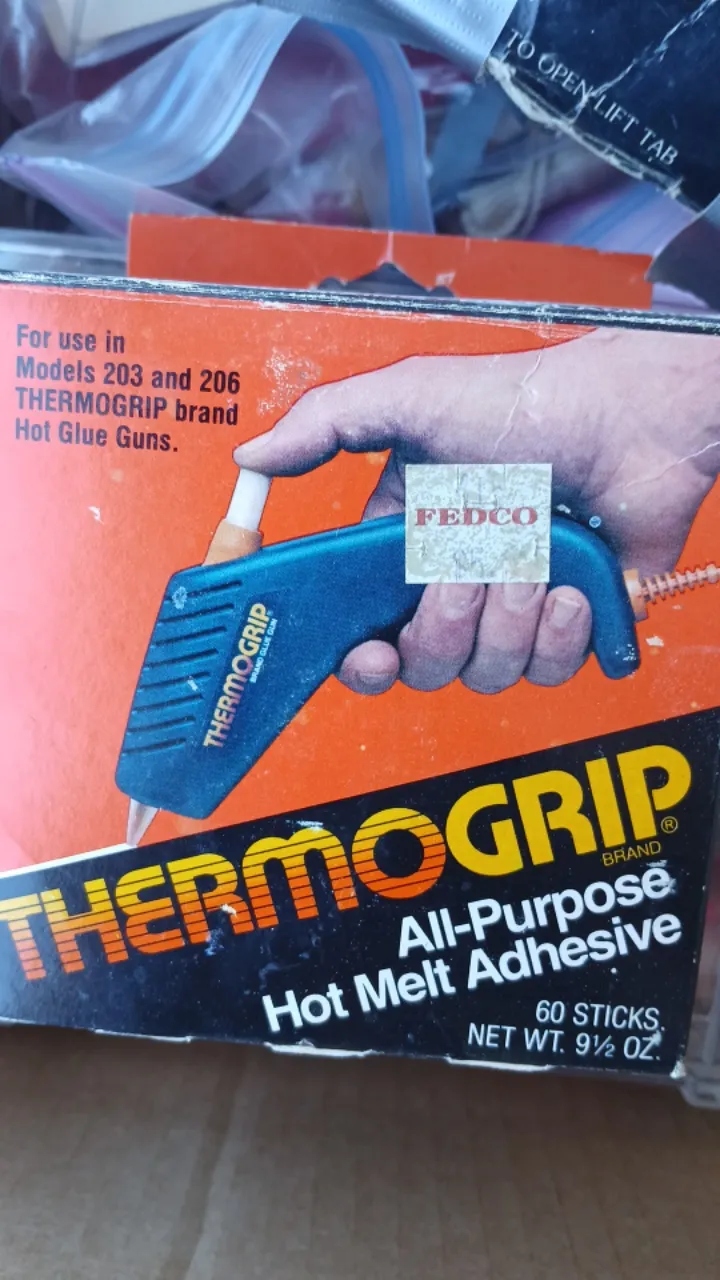 TO OPEN LIFT TAB
For use in
Models 203 and 206
THERMOGRIP brand
Hot Glue Guns.
FEDCO
THERMOGRIP
BRAND GLUE GUN
THERMOGRIP®
BRAND
All-Purpose
Hot Melt Adhesive
60 STICKS.
NET WT. 9½ OZ.